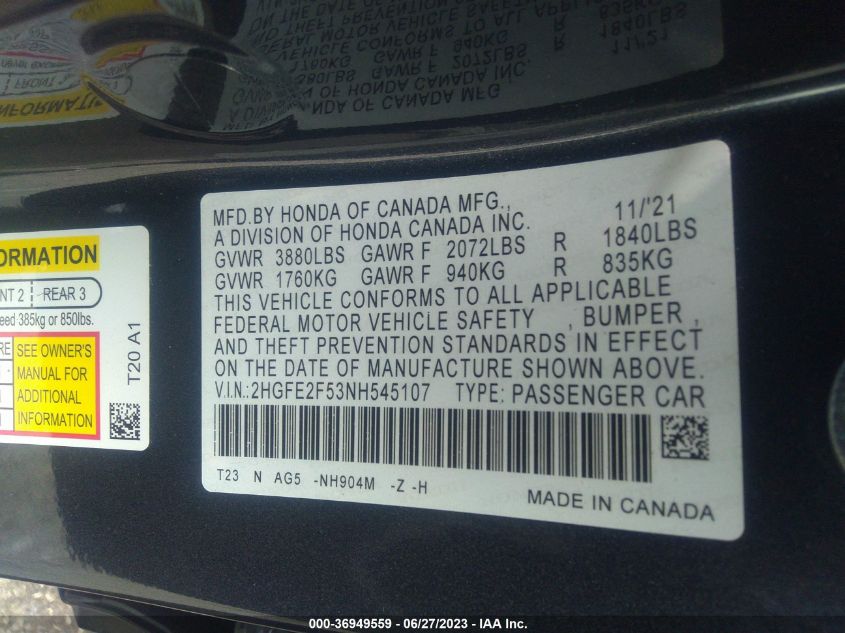 MFD.BY HONDA OF CANADA MFG., 11/'21
A DIVISION OF HONDA CANADA INC.
GVWR 3880LBS GAWR F 2072LBS R 1840LBS
GVWR 1760KG GAWR F 940KG R 835KG
THIS VEHICLE CONFORMS TO ALL APPLICABLE
FEDERAL MOTOR VEHICLE SAFETY , BUMPER ,
AND THEFT PREVENTION STANDARDS IN EFFECT
ON THE DATE OF MANUFACTURE SHOWN ABOVE.
V.I.N.:2HGFE2F53NH545107 TYPE: PASSENGER CAR
T23 N AG5 -NH904M -Z -H
MADE IN CANADA
ORMATION
NT 2 REAR 3
eed 385kg or 850lbs.
RE SEE OWNER'S
MANUAL FOR
ADDITIONAL
INFORMATION
T20 A1
000-36949559 / 06/27/2023 / IAA Inc.